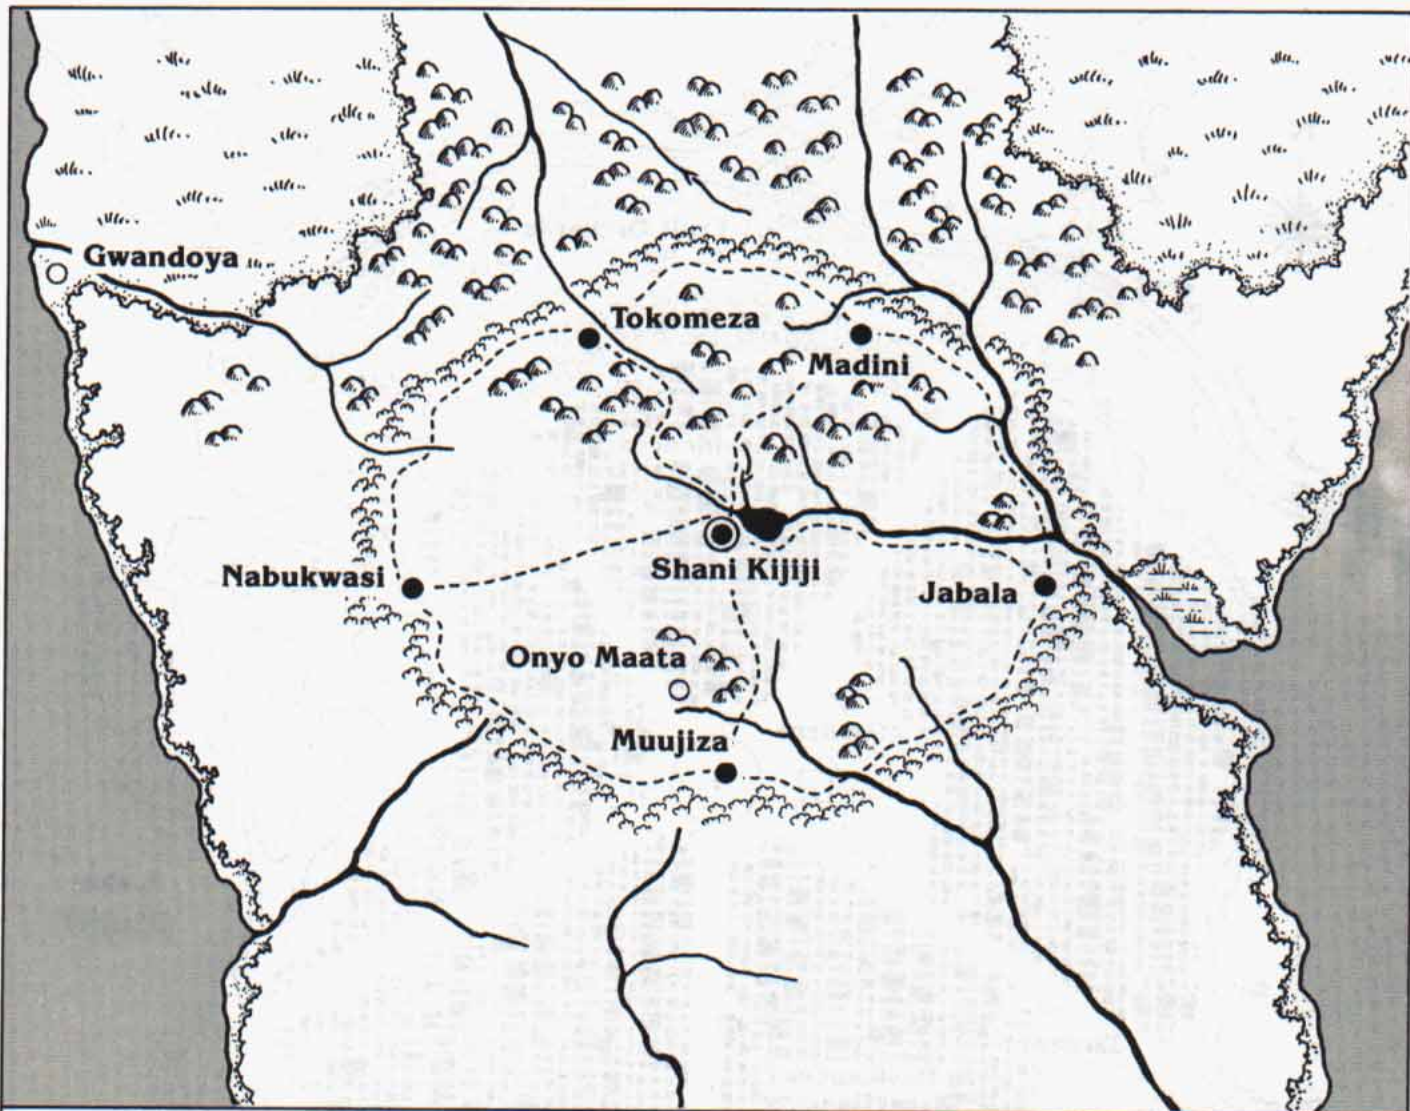 Gwandoya
Tokomeza
Madini
Nabukwasi
Shani Kijiji
Jabala
Onyo Maata
Muujiza